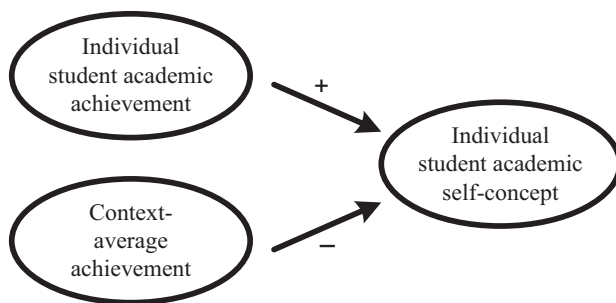 Individual
student academic
achievement
+
Individual
student academic
self-concept
Context-
average
achievement
–